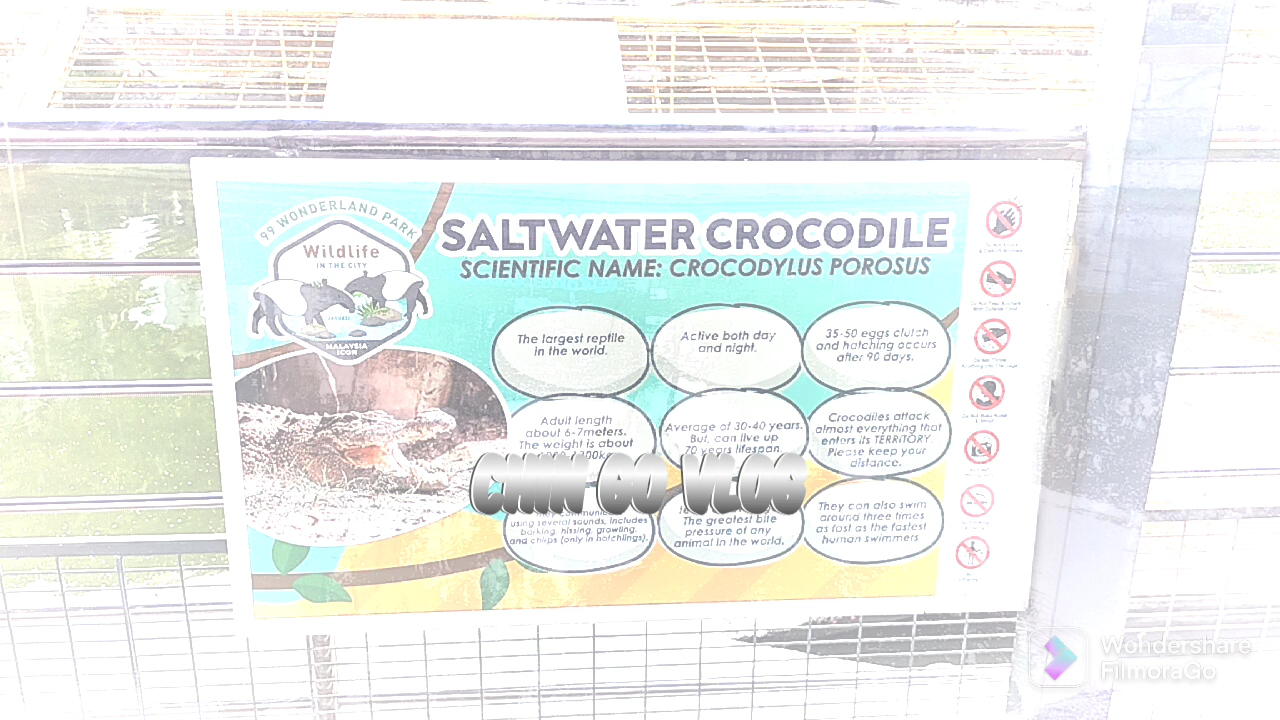 99 WONDERLAND PARK
Wildlife
IN THE CITY
MALAYSIA
ICON
SALTWATER CROCODILE
SCIENTIFIC NAME: CROCODYLUS POROSUS
The largest reptile
in the world.
Active both day
and night.
35-50 eggs clutch
and hatching occurs
after 90 days.
Adult length
about 6-7meters.
The weight is about
Average of 30-40 years.
But, can live up
70 years lifespan.
Crocodiles attack
almost everything that
enters its TERRITORY.
Please keep your
distance.
using several sounds, includes
barking, hissing, growling,
and chirps (only in hatchlings).
The greatest bite
pressure of any
animal in the world.
They can also swim
around three times
as fast as the fastest
human swimmers
CHIN GO VLOG
Wondershare
FilmoraGo